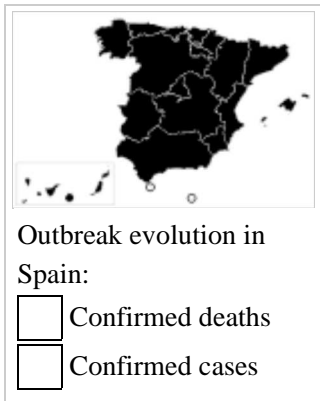 Outbreak evolution in
Spain:
Confirmed deaths
Confirmed cases